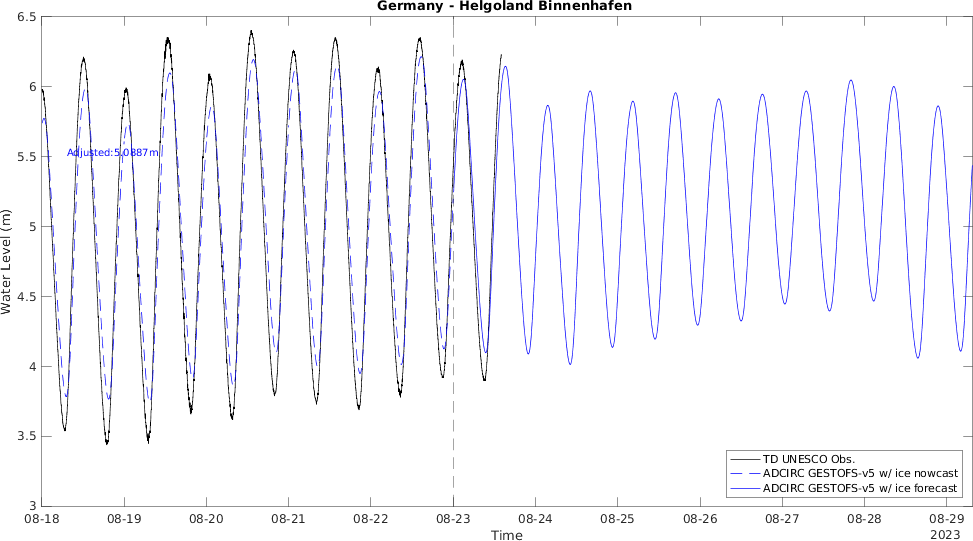 Germany - Helgoland Binnenhafen
6.5
6
5.5
5
4.5
4
3.5
3
Water Level (m)
Adjusted:5.0887m
TD UNESCO Obs.
ADCIRC GESTOFS-v5 w/ ice nowcast
ADCIRC GESTOFS-v5 w/ ice forecast
08-18 08-19 08-20 08-21 08-22 08-23 08-24 08-25 08-26 08-27 08-28 08-29
2023
Time